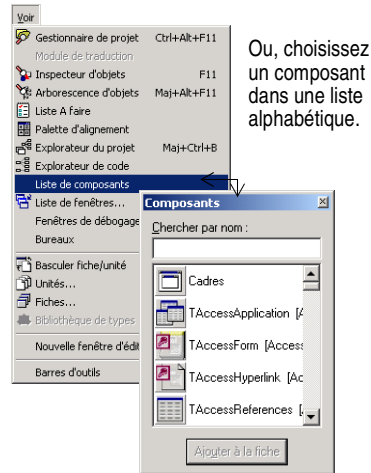 Voir
Gestionnaire de projet Ctrl+Alt+F11
Module de traduction
Inspecteur d'objets F11
Arborescence d'objets Maj+Alt+F11
Liste A faire
Palette d'alignement
Explorateur du projet Maj+Ctrl+B
Explorateur de code
Liste de composants
Liste de fenêtres...
Fenêtres de débogage
Bureaux
Basculer fiche/unité
Unités...
Fiches...
Bibliothèque de types
Nouvelle fenêtre d'édit
Barres d'outils
Ou, choisissez
un composant
dans une liste
alphabétique.
Composants
Chercher par nom :
Cadres
TAccessApplication [A
TAccessForm [Access
TAccessHyperlink [Ac
TAccessReferences [
Ajouter à la fiche